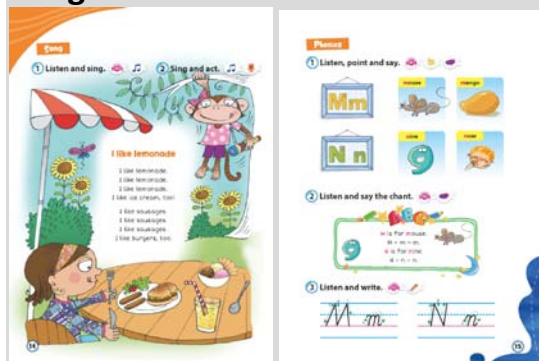 Song
1 Listen and sing.
2 Sing and act.
I like lemonade
I like lemonade.
I like lemonade.
I like lemonade.
I like ice cream, too!
I like sausages.
I like sausages.
I like sausages.
I like burgers, too.
14
Phonics
1 Listen, point and say.
Mm
mouse
mango
Nn
nine
nose
2 Listen and say the chant.
M is for mouse.
M - m - m.
N is for nine.
N - n - n.
3 Listen and write.
M m N n
15